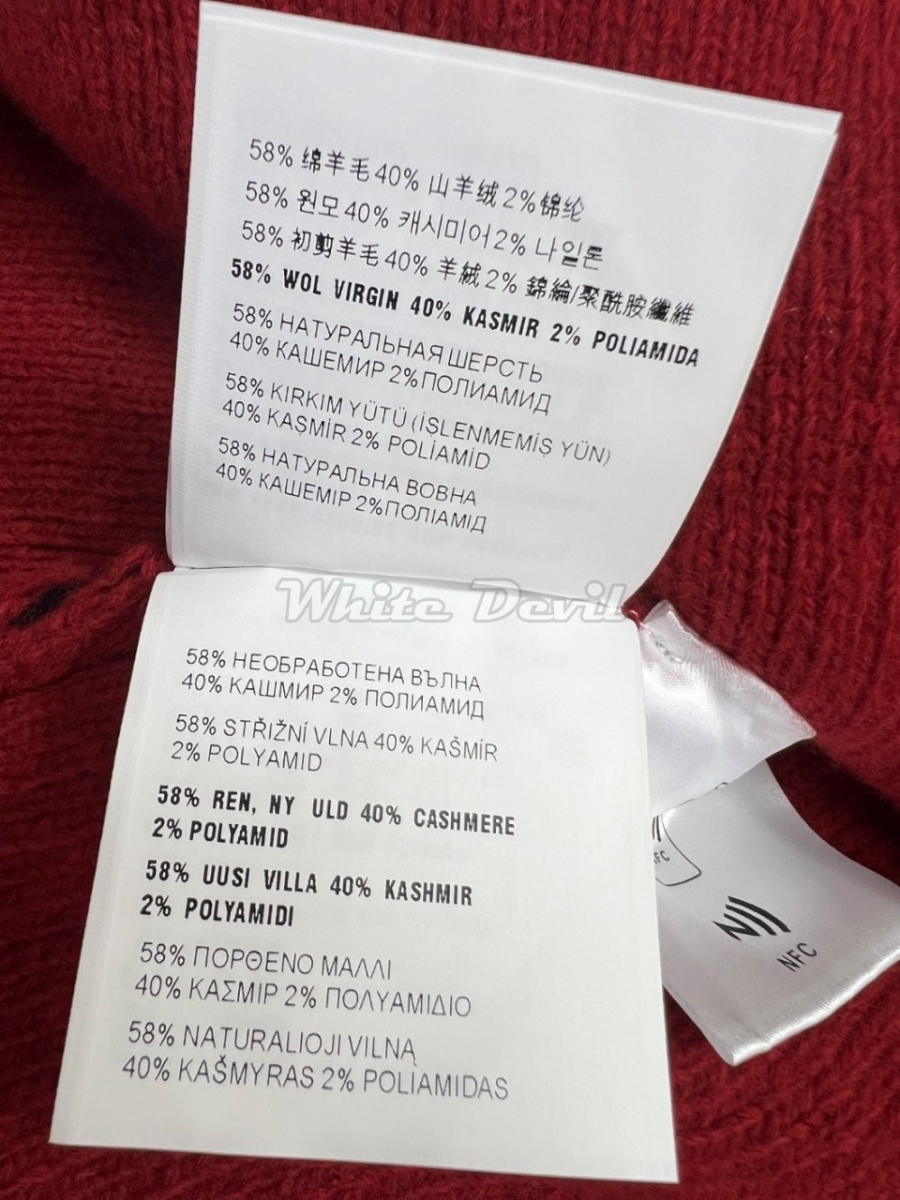 58% 绵羊毛 40% 山羊绒 2% 锦纶
58% 원모 40% 캐시미어 2% 나일론
58% 初剪羊毛 40% 羊絨 2% 錦綸/聚酰胺纖維
58% WOL VIRGIN 40% KASMIR 2% POLIAMIDA
58% НАТУРАЛЬНАЯ ШЕРСТЬ
40% КАШЕМИР 2% ПОЛИАМИД
58% KIRKIM YÜTÜ (İŞLENMEMİŞ YÜN)
40% KAŞMİR 2% POLİAMİD
58% НАТУРАЛЬНА ВОВНА
40% КАШЕМІР 2% ПОЛІАМІД
White Devil
58% НЕОБРАБОТЕНА ВЪЛНА
40% КАШМИР 2% ПОЛИАМИД
58% STŘIŽNÍ VLNA 40% KAŠMÍR
2% POLYAMID
58% REN, NY ULD 40% CASHMERE
2% POLYAMID
58% UUSI VILLA 40% KASHMIR
2% POLYAMIDI
58% ΠΟΡΘΕΝΟ ΜΑΛΛΙ
40% ΚΑΣΜΙΡ 2% ΠΟΛΥΑΜΙΔΙΟ
58% NATURALIOJI VILNĄ
40% KAŠMYRAS 2% POLIAMIDAS
NFC